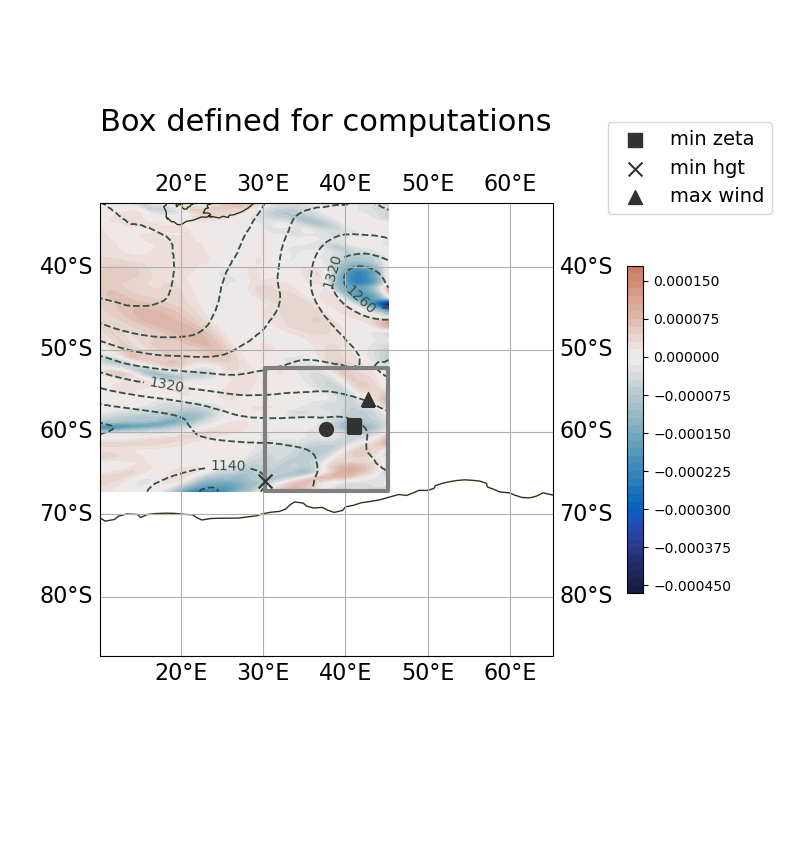 Box defined for computations
min zeta
min hgt
max wind
20°E 30°E 40°E 50°E 60°E
40°S 40°S
50°S 50°S
60°S 60°S
70°S 70°S
80°S 80°S
1320
1260
1320
1140
20°E 30°E 40°E 50°E 60°E
0.000150
0.000075
0.000000
−0.000075
−0.000150
−0.000225
−0.000300
−0.000375
−0.000450